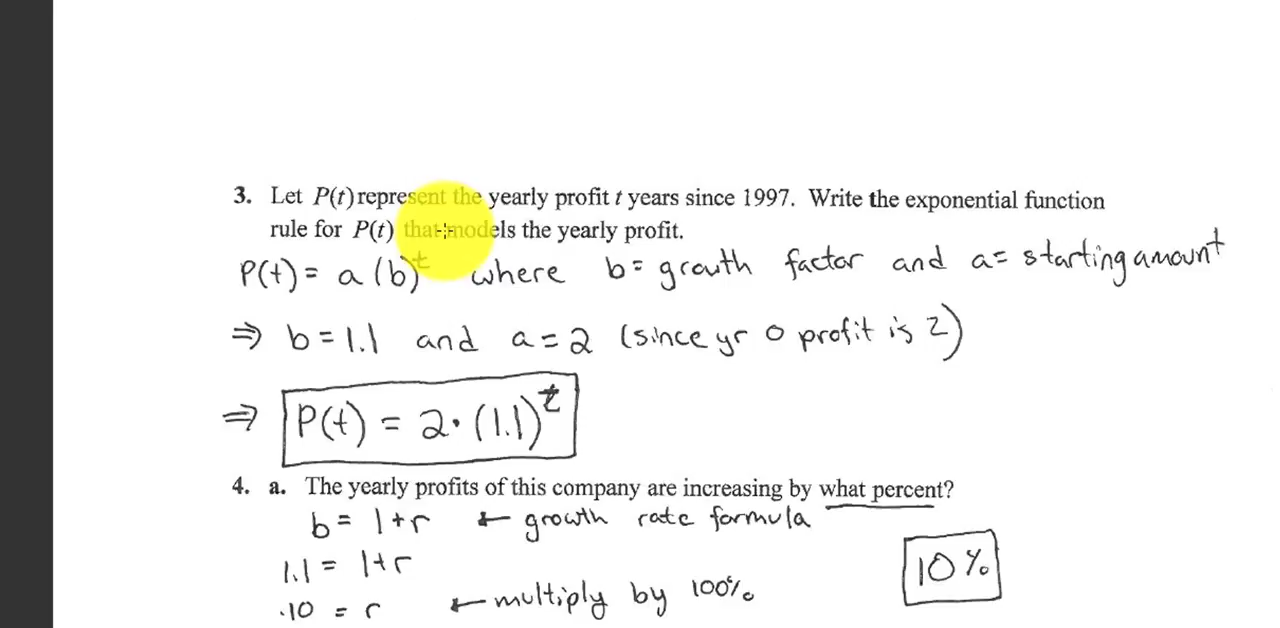 3. Let P(t) represent the yearly profit t years since 1997. Write the exponential function
rule for P(t) that models the yearly profit.
P(t) = a(b)^t where b = growth factor and a = starting amount
⇒ b = 1.1 and a = 2 (since yr 0 profit is 2)
⇒ P(t) = 2·(1.1)^t
4. a. The yearly profits of this company are increasing by what percent?
b = 1+r ← growth rate formula
1.1 = 1+r
10%
.10 = r ← multiply by 100%